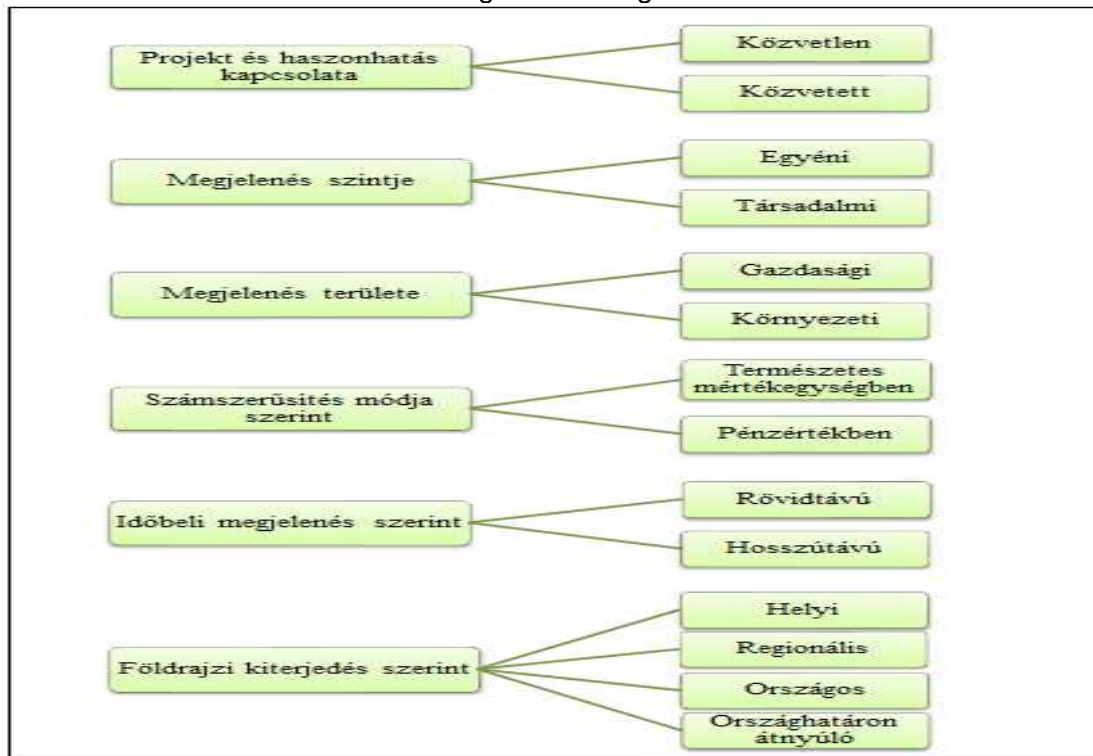 Projekt és haszonhatás
kapcsolata
Közvetlen
Közvetett
Megjelenés szintje
Egyéni
Társadalmi
Megjelenés területe
Gazdasági
Környezeti
Számszerűsítés módja
szerint
Természetes
mértékegységben
Pénzértékben
Időbeli megjelenés szerint
Rövidtávú
Hosszútávú
Földrajzi kiterjedés szerint
Helyi
Regionális
Országos
Országhatáron
átnyúló